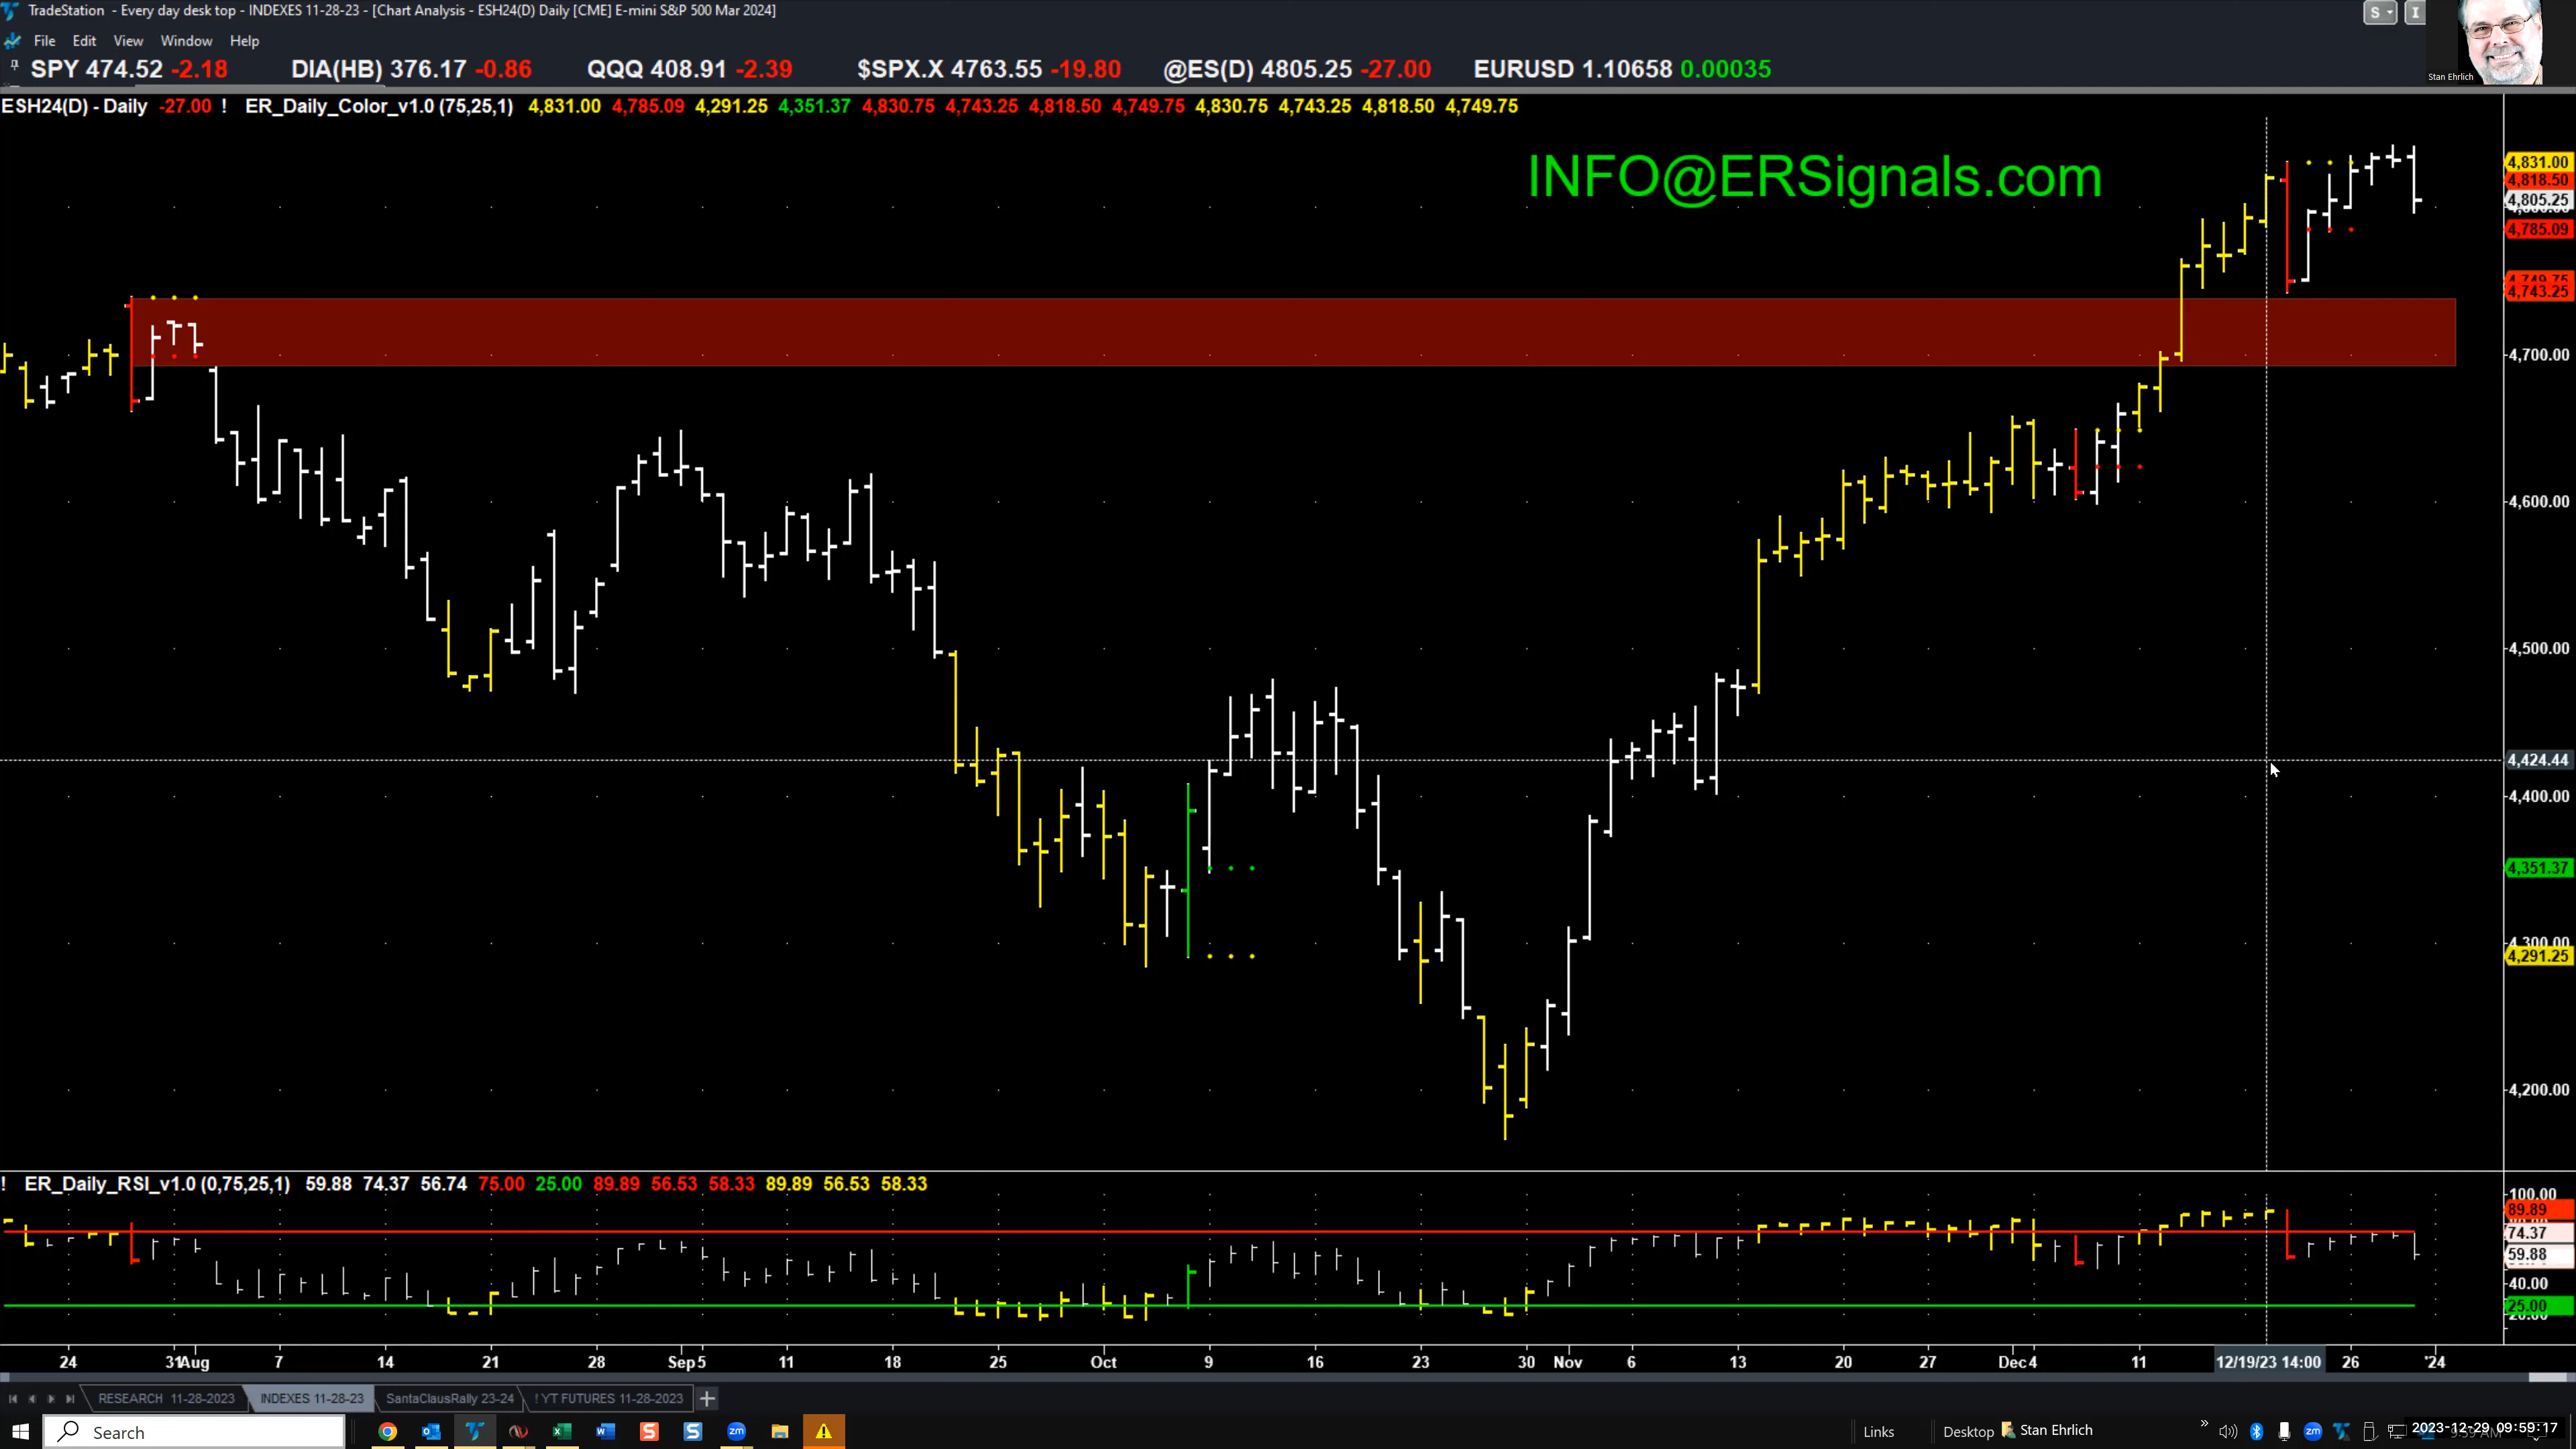 TradeStation - Every day desk top - INDEXES 11-28-23 - [Chart Analysis - ESH24(D) Daily [CME] E-mini S&P 500 Mar 2024]
S I
File Edit View Window Help
Stan Ehrlich
SPY 474.52 -2.18 DIA(HB) 376.17 -0.86 QQQ 408.91 -2.39 $SPX.X 4763.55 -19.80 @ES(D) 4805.25 -27.00 EURUSD 1.10658 0.00035
ESH24(D) - Daily -27.00 ! ER_Daily_Color_v1.0 (75,25,1) 4,831.00 4,785.09 4,291.25 4,351.37 4,830.75 4,743.25 4,818.50 4,749.75 4,830.75 4,743.25 4,818.50 4,749.75
INFO@ERSignals.com
4,831.00
4,818.50
4,805.25
4,785.09
4,749.75
4,743.25
4,700.00
4,600.00
4,500.00
4,424.44
4,400.00
4,351.37
4,300.00
4,291.25
4,200.00
! ER_Daily_RSI_v1.0 (0,75,25,1) 59.88 74.37 56.74 75.00 25.00 89.89 56.53 58.33 89.89 56.53 58.33
100.00
89.89
74.37
59.88
40.00
25.00
20.00
24 31 Aug 7 14 21 28 Sep 5 11 18 25 Oct 9 16 23 30 Nov 6 13 20 27 Dec 4 11 12/19/23 14:00 26 '24
RESEARCH 11-28-2023 INDEXES 11-28-23 SantaClausRally 23-24 ! YT FUTURES 11-28-2023 +
Search Links Desktop Stan Ehrlich 2023-12-29 09:59:17